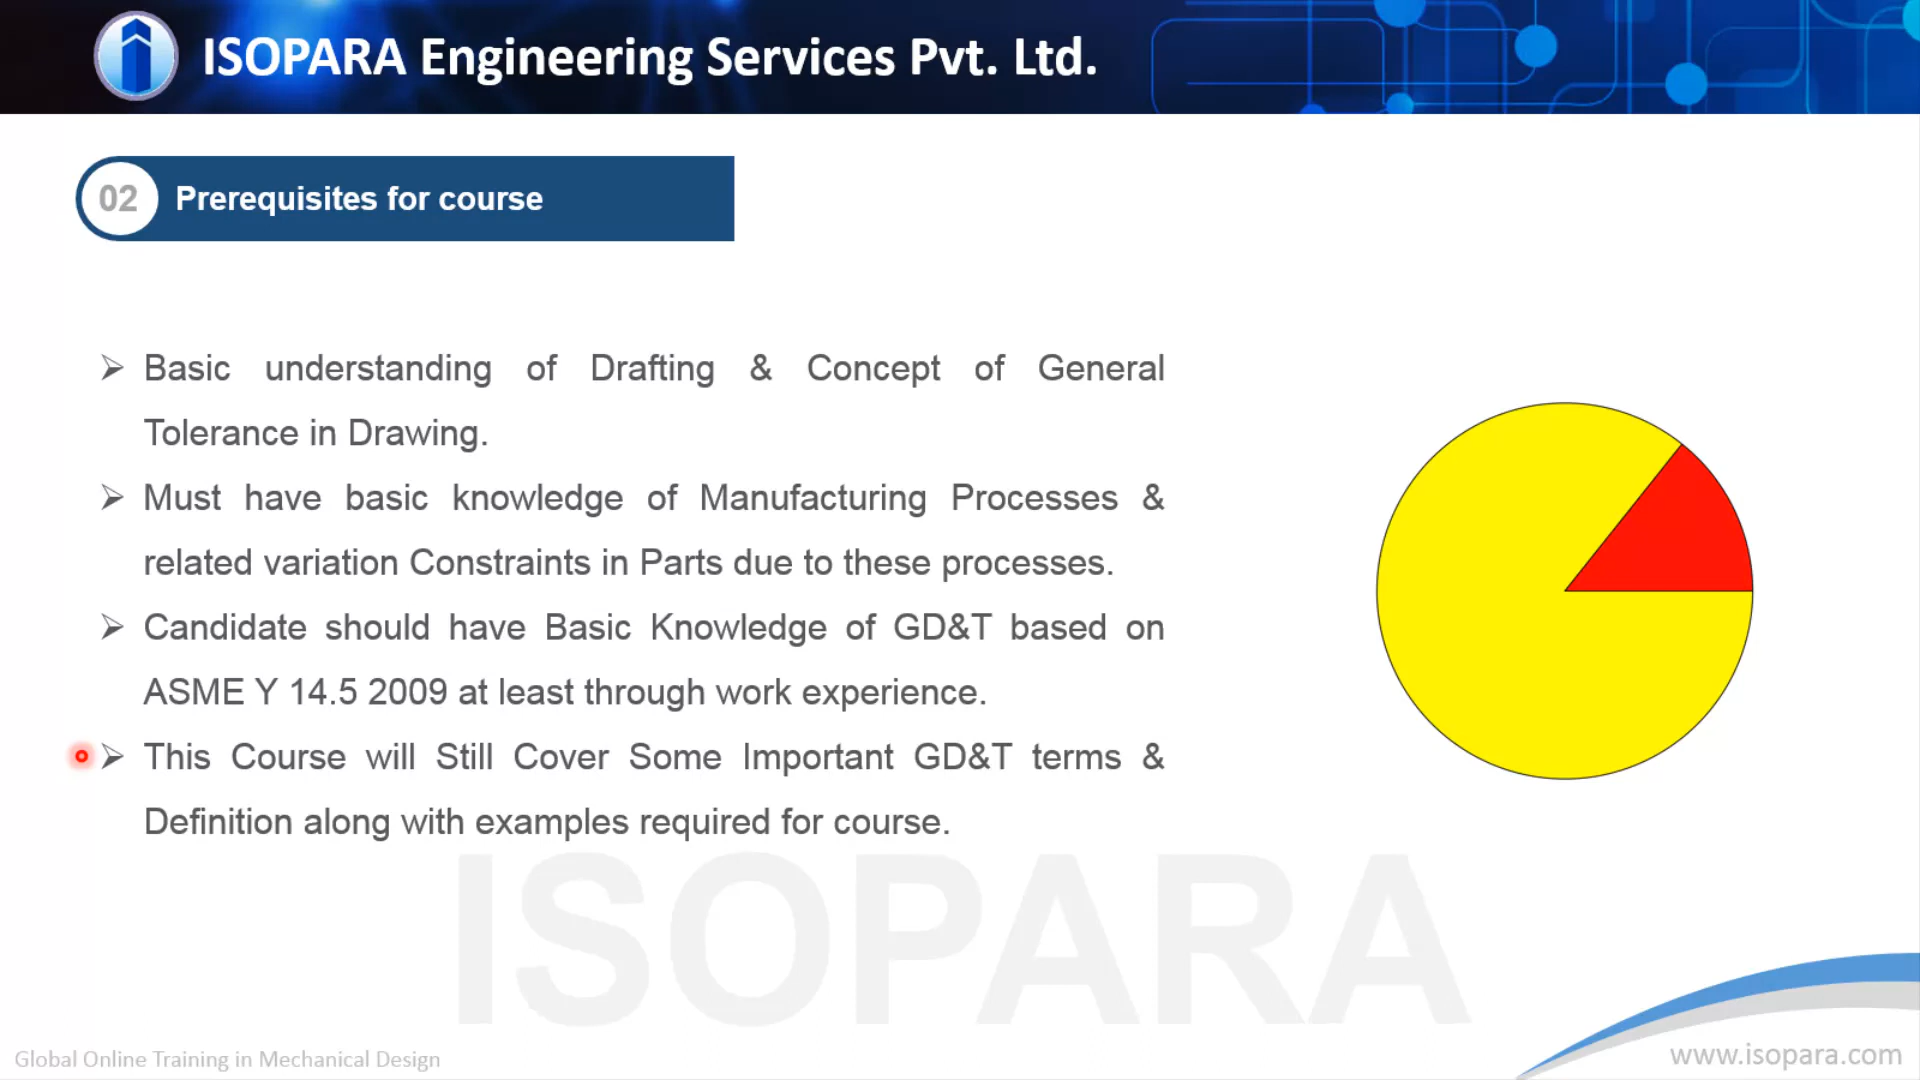 ISOPARA Engineering Services Pvt. Ltd.
02 Prerequisites for course
Basic understanding of Drafting & Concept of General
Tolerance in Drawing.
Must have basic knowledge of Manufacturing Processes &
related variation Constraints in Parts due to these processes.
Candidate should have Basic Knowledge of GD&T based on
ASME Y 14.5 2009 at least through work experience.
This Course will Still Cover Some Important GD&T terms &
Definition along with examples required for course.
ISOPARA
Global Online Training in Mechanical Design
www.isopara.com